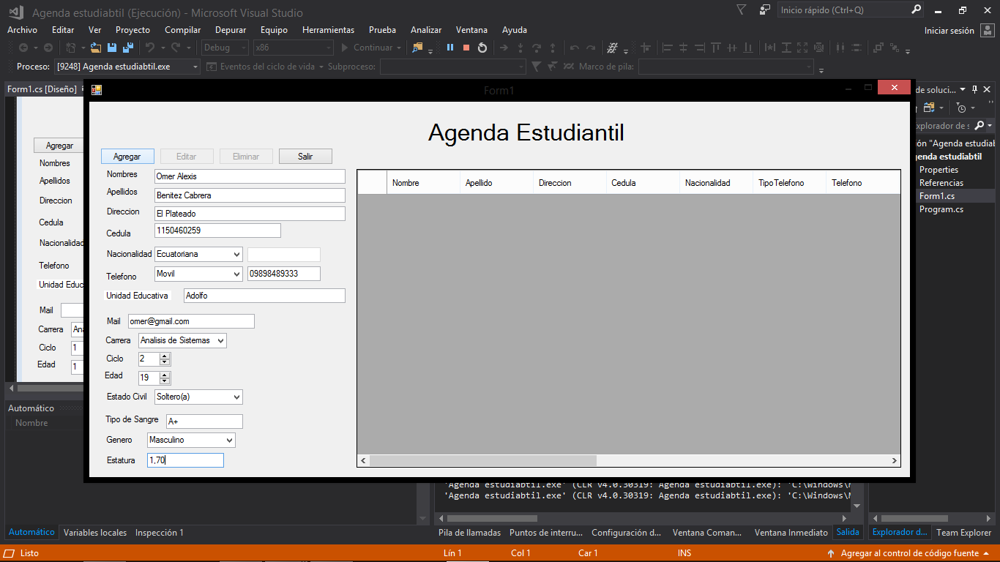 Agenda estudiabtil (Ejecución) - Microsoft Visual Studio
Inicio rápido (Ctrl+Q)
Archivo Editar Ver Proyecto Compilar Depurar Equipo Herramientas Prueba Analizar Ventana Ayuda
Iniciar sesión
Debug x86 Continuar
Proceso: [9248] Agenda estudiabtil.exe Eventos del ciclo de vida Subproceso: Marco de pila:
Form1.cs [Diseño]
Agregar
Nombres
Apellidos
Direccion
Cedula
Nacionalidad
Telefono
Unidad Educ
Mail
Carrera Ana
Ciclo 1
Edad 1
Form1
Agenda Estudiantil
Agregar Editar Eliminar Salir
Nombres Omer Alexis
Apellidos Benitez Cabrera
Direccion El Plateado
Cedula 1150460259
Nacionalidad Ecuatoriana
Telefono Movil 09898489333
Unidad Educativa Adolfo
Mail omer@gmail.com
Carrera Analisis de Sistemas
Ciclo 2
Edad 19
Estado Civil Soltero(a)
Tipo de Sangre A+
Genero Masculino
Estatura 1,70
Nombre Apellido Direccion Cedula Nacionalidad TipoTelefono Telefono
de soluci...
xplorador de s
ón "Agenda estudiab
genda estudiabtil
Properties
Referencias
Form1.cs
Program.cs
Automático
Nombre
'Agenda estudiabtil.exe' (CLR v4.0.30319: Agenda estudiabtil.exe): 'C:\Windows\M
'Agenda estudiabtil.exe' (CLR v4.0.30319: Agenda estudiabtil.exe): 'C:\Windows\M
Automático Variables locales Inspección 1
Pila de llamadas Puntos de interru... Configuración d... Ventana Coman... Ventana Inmediato Salida
Explorador d... Team Explorer
Listo Lín 1 Col 1 Car 1 INS Agregar al control de código fuente